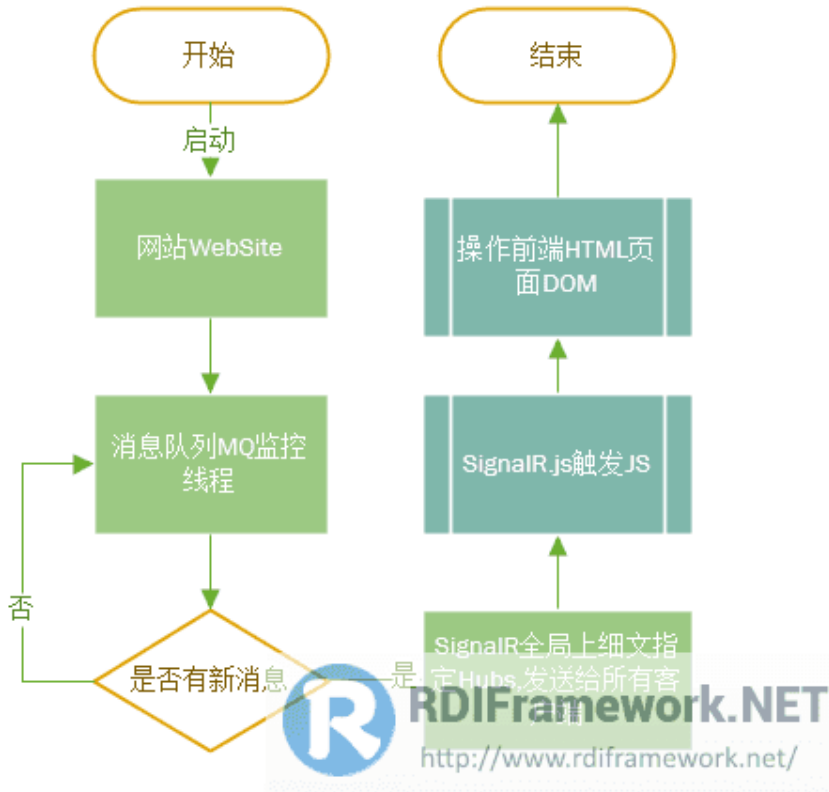 开始
启动
网站WebSite
消息队列MQ监控
线程
否
是否有新消息
是
SignalR全局上细文指
定Hubs,发送给所有客
端
SignalR.js触发JS
操作前端HTML页
面DOM
结束
RDIFramework.NET
http://www.rdiframework.net/